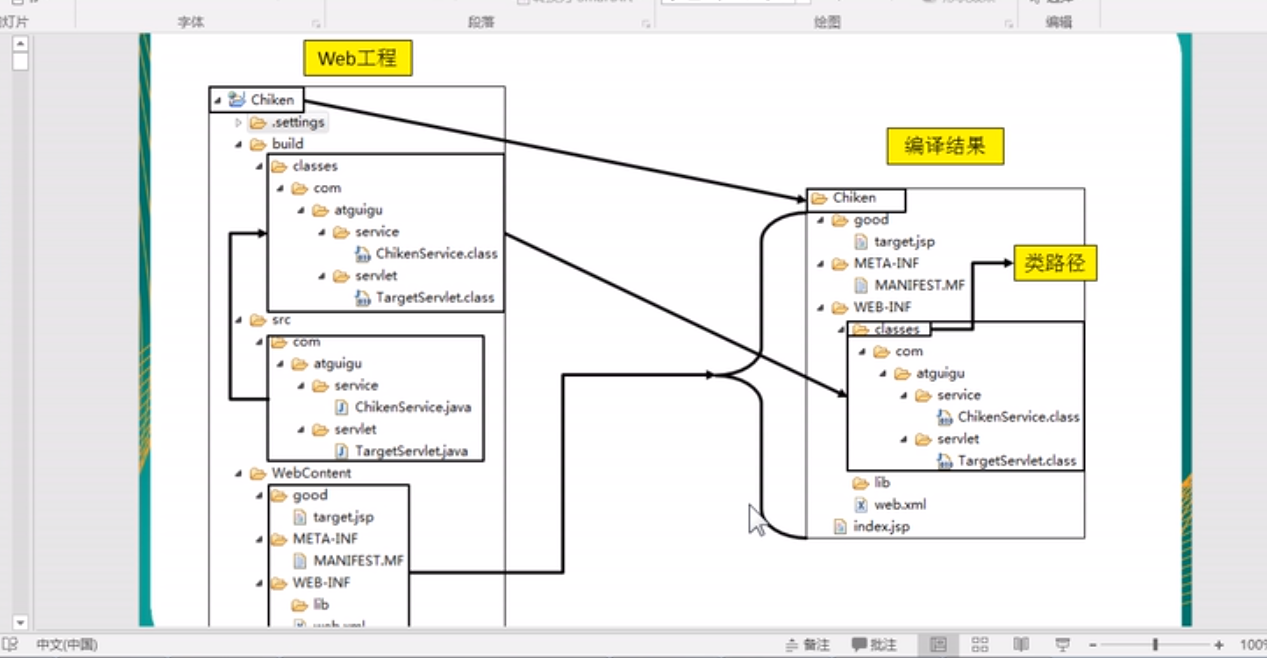 字体
段落
绘图
编辑
Web工程
Chiken
.settings
build
classes
com
atguigu
service
ChikenService.class
servlet
TargetServlet.class
src
com
atguigu
service
ChikenService.java
servlet
TargetServlet.java
WebContent
good
target.jsp
META-INF
MANIFEST.MF
WEB-INF
lib
编译结果
Chiken
good
target.jsp
META-INF
MANIFEST.MF
WEB-INF
类路径
classes
com
atguigu
service
ChikenService.class
servlet
TargetServlet.class
lib
web.xml
index.jsp
中文(中国)
备注
批注